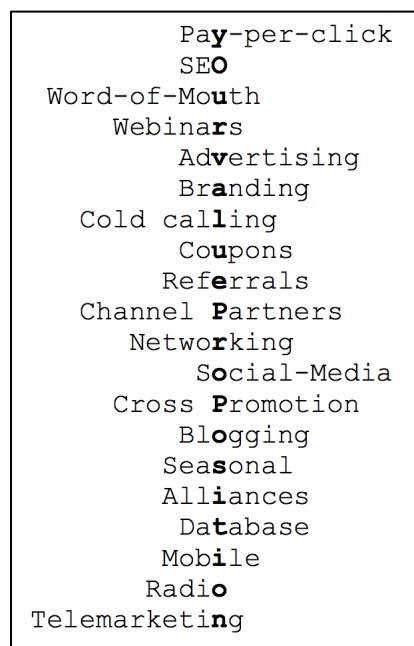 Pay-per-click
SEO
Word-of-Mouth
Webinars
Advertising
Branding
Cold calling
Coupons
Referrals
Channel Partners
Networking
Social-Media
Cross Promotion
Blogging
Seasonal
Alliances
Database
Mobile
Radio
Telemarketing